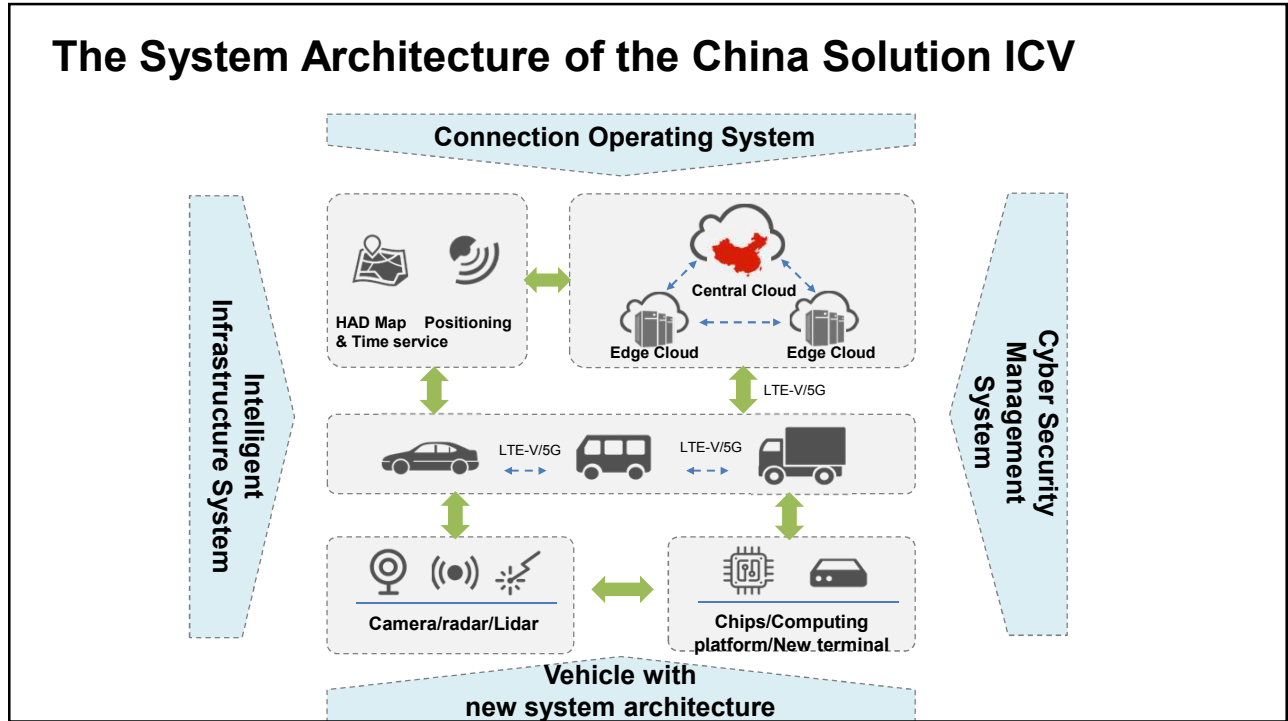 The System Architecture of the China Solution ICV
Connection Operating System
Intelligent
Infrastructure System
HAD Map Positioning
& Time service
Central Cloud
Edge Cloud
Edge Cloud
LTE-V/5G
LTE-V/5G
LTE-V/5G
Camera/radar/Lidar
Chips/Computing
platform/New terminal
Cyber Security
Management
System
Vehicle with
new system architecture